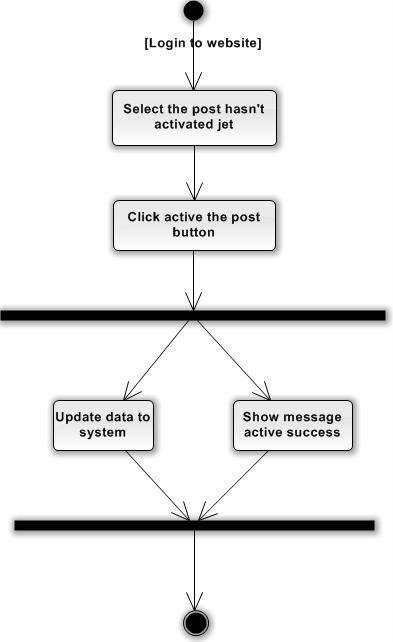 [Login to website]
Select the post hasn't
activated jet
Click active the post
button
Update data to
system
Show message
active success